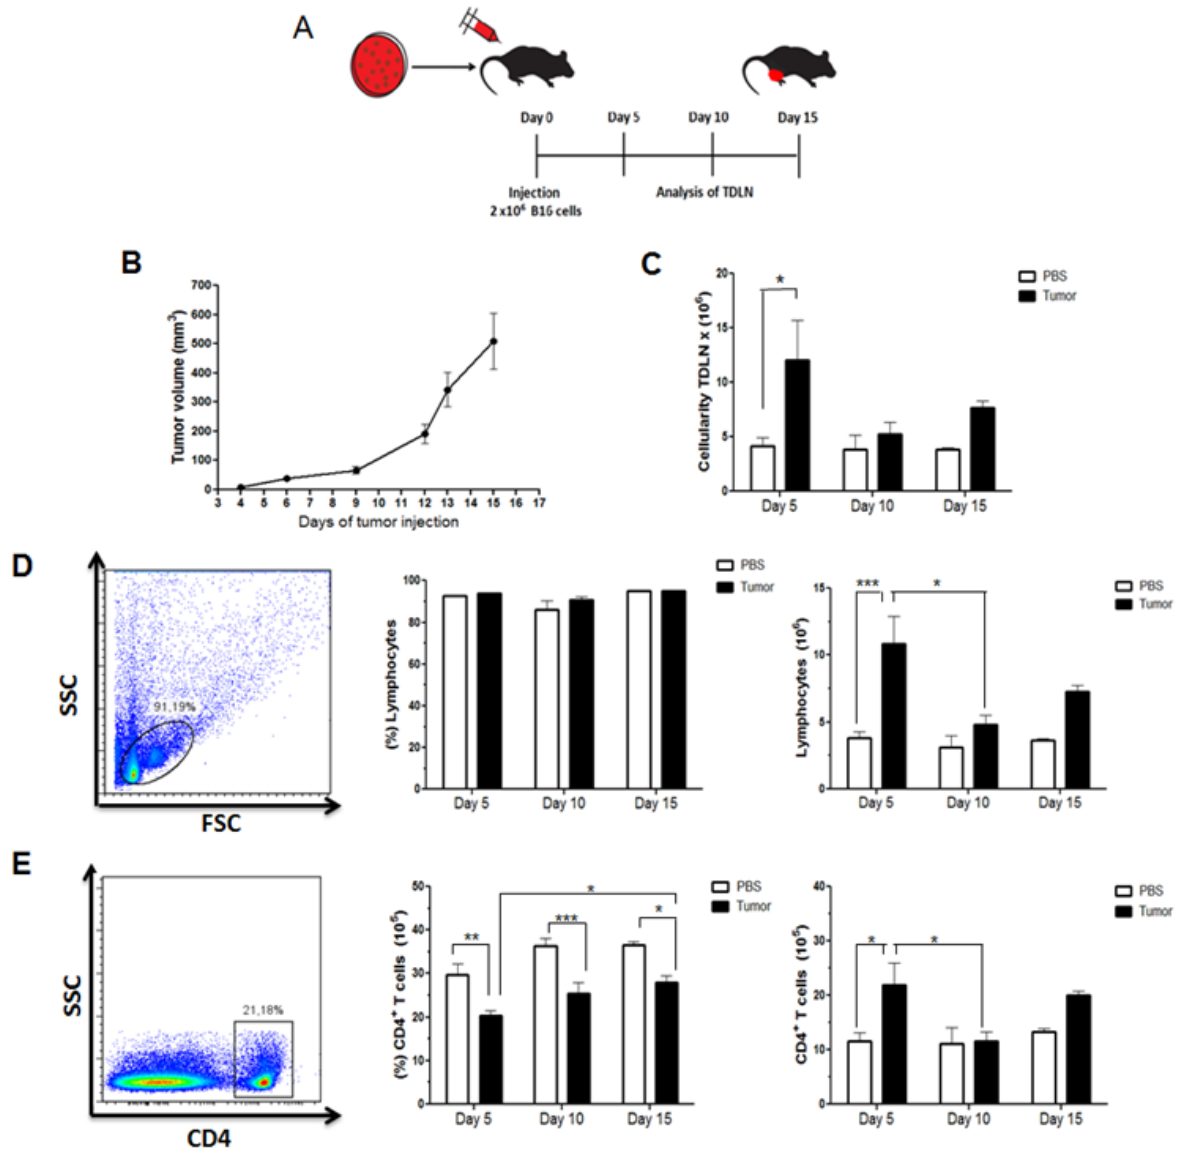 A
Day 0
Day 5
Day 10
Day 15
Injection
2 x10⁶ B16 cells
Analysis of TDLN
B
Tumor volume (mm³)
700
600
500
400
300
200
100
0
3 4 5 6 7 8 9 10 11 12 13 14 15 16 17
Days of tumor injection
C
Cellularity TDLN x (10⁶)
20
15
10
5
0
*
PBS
Tumor
Day 5
Day 10
Day 15
D
SSC
91,19%
FSC
(%) Lymphocytes
100
80
60
40
20
0
PBS
Tumor
Day 5
Day 10
Day 15
Lymphocytes (10⁶)
15
10
5
0
***
*
PBS
Tumor
Day 5
Day 10
Day 15
E
SSC
21,18%
CD4
(%) CD4⁺ T cells (10⁵)
50
40
30
20
10
0
**
***
*
*
PBS
Tumor
Day 5
Day 10
Day 15
CD4⁺ T cells (10⁵)
40
30
20
10
0
*
*
PBS
Tumor
Day 5
Day 10
Day 15